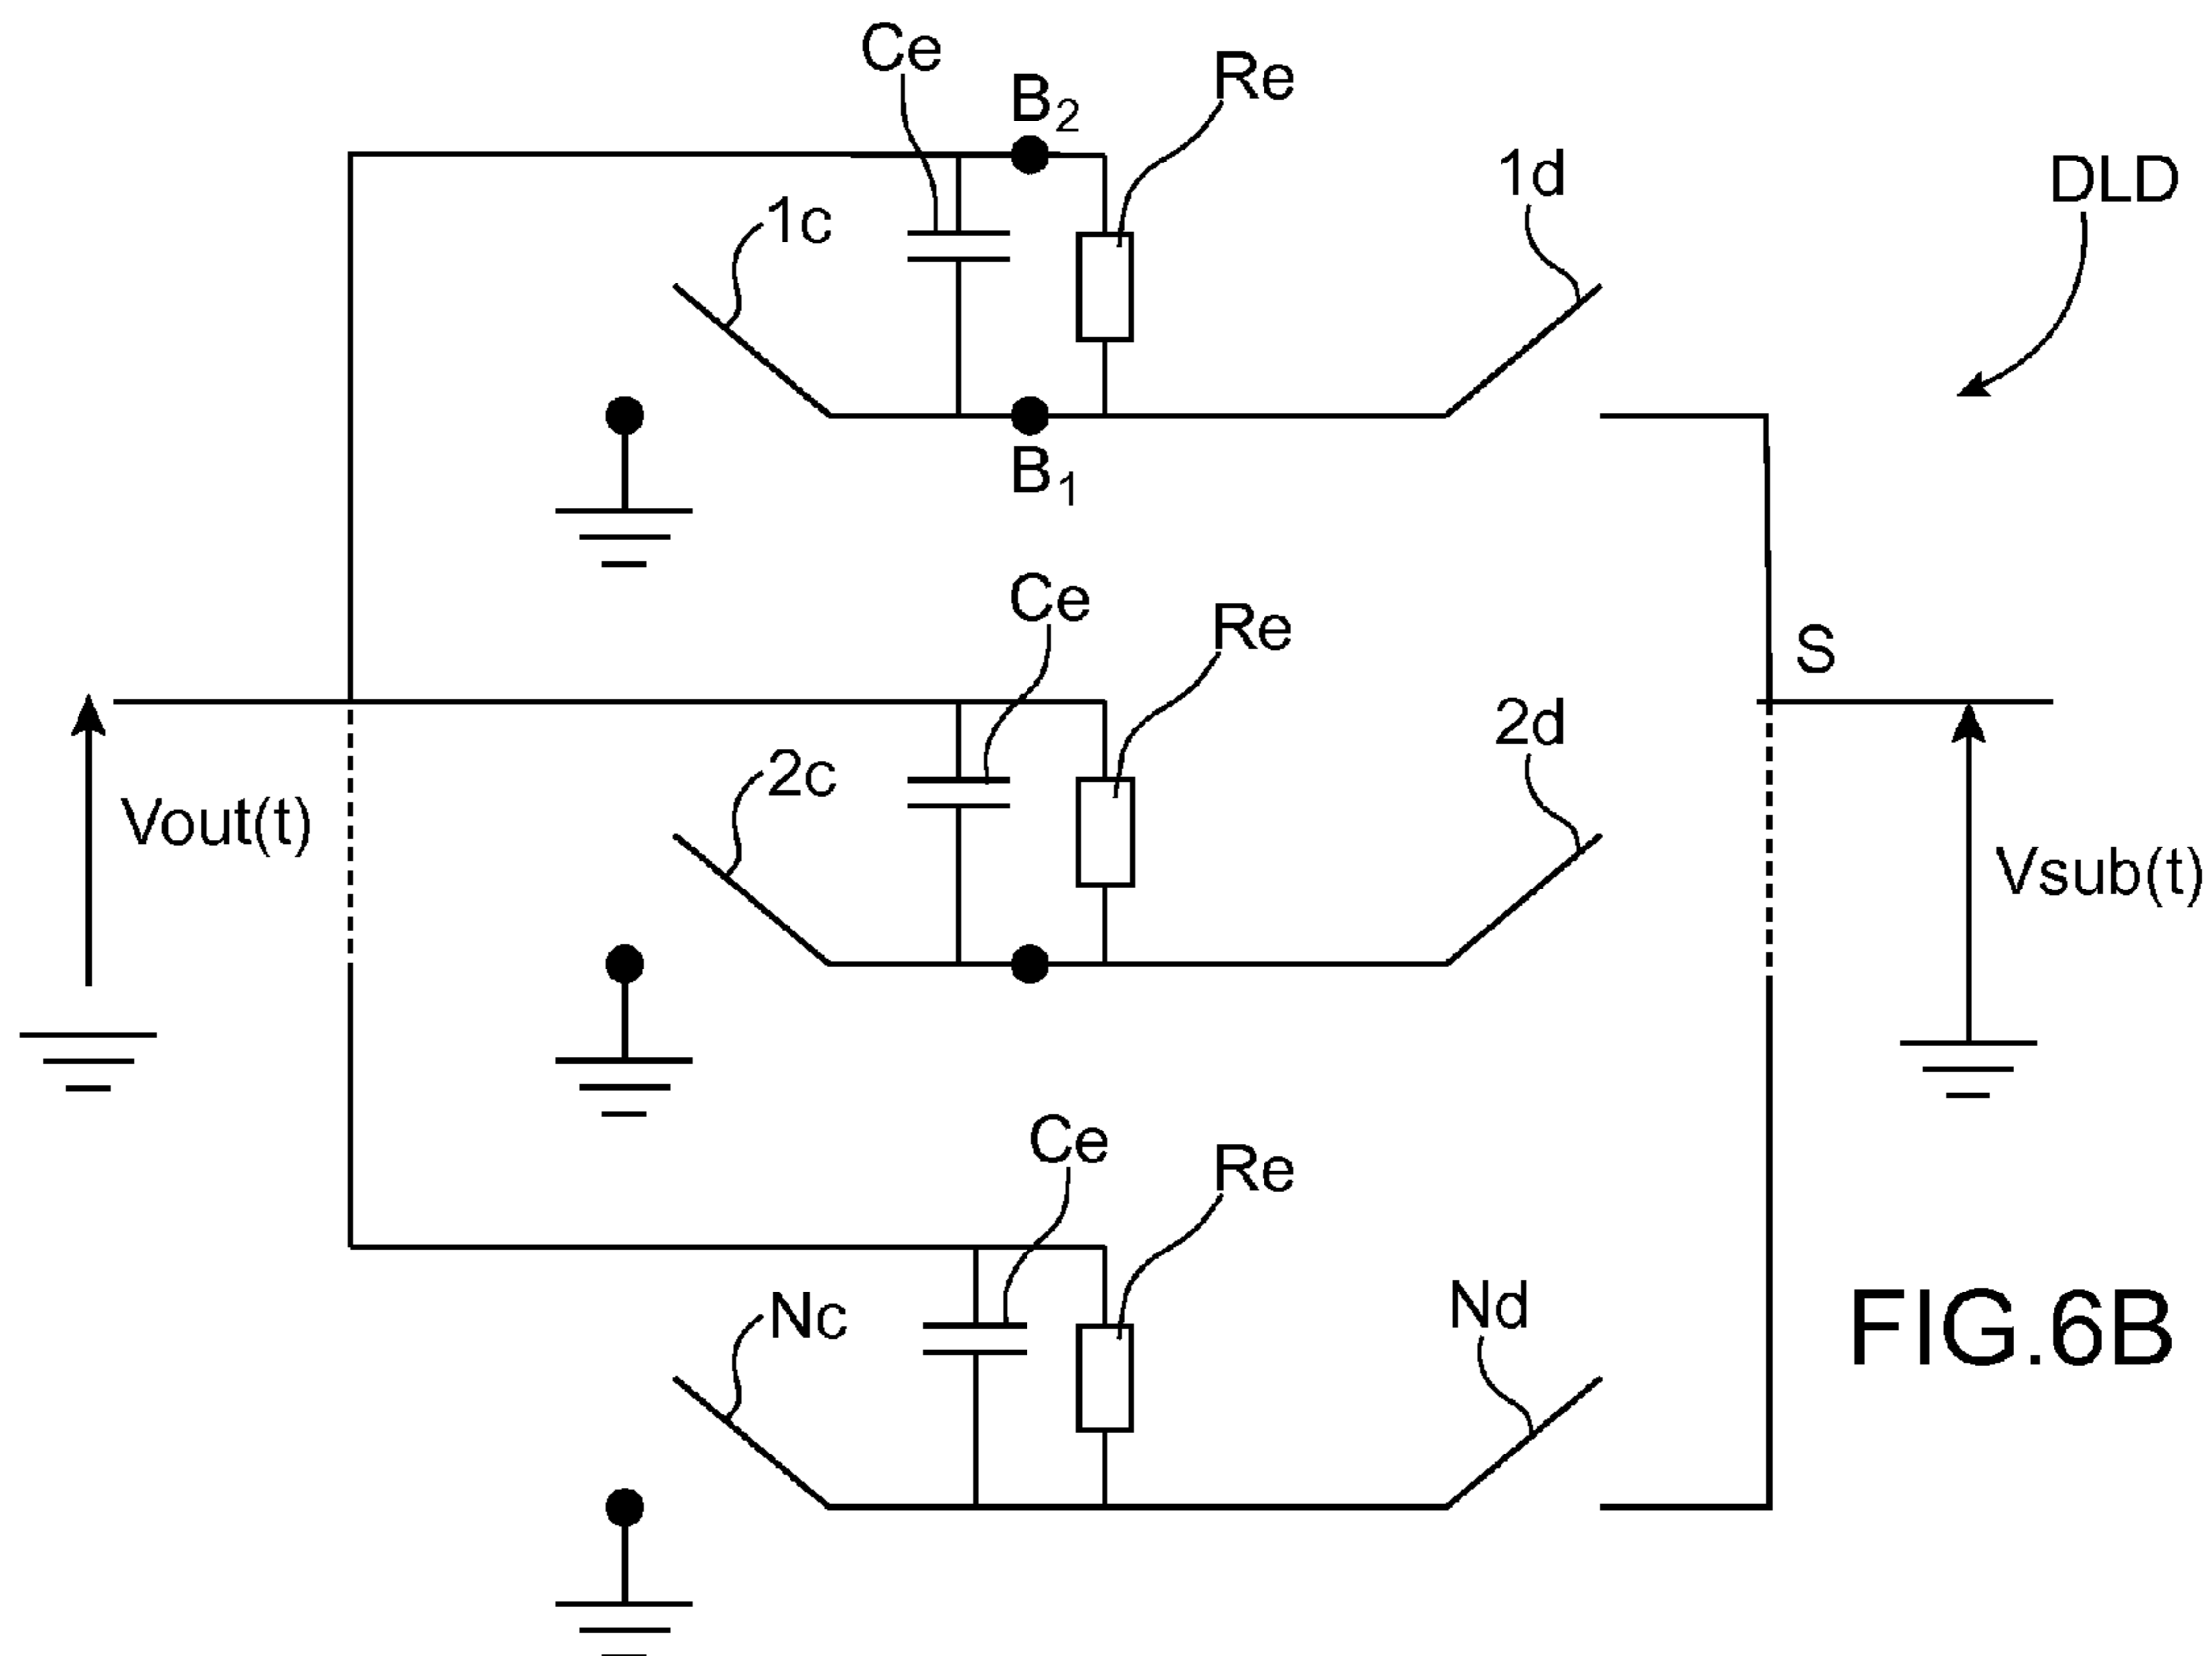 Ce
B2
Re
1c
1d
DLD
B1
Ce
Re
S
2c
2d
Vout(t)
Vsub(t)
Ce
Re
Nc
Nd
FIG.6B